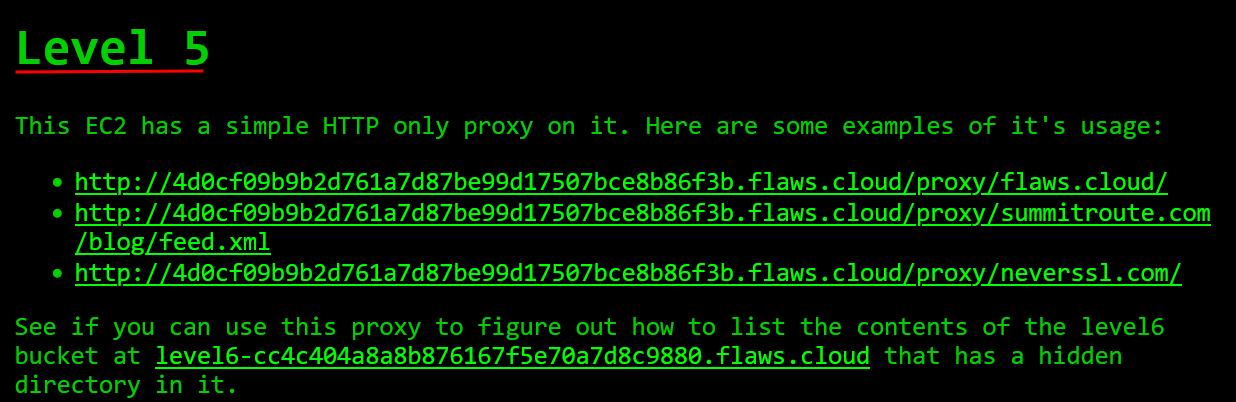 Level 5
This EC2 has a simple HTTP only proxy on it. Here are some examples of it's usage:
• http://4d0cf09b9b2d761a7d87be99d17507bce8b86f3b.flaws.cloud/proxy/flaws.cloud/
• http://4d0cf09b9b2d761a7d87be99d17507bce8b86f3b.flaws.cloud/proxy/summitroute.com
/blog/feed.xml
• http://4d0cf09b9b2d761a7d87be99d17507bce8b86f3b.flaws.cloud/proxy/neverssl.com/
See if you can use this proxy to figure out how to list the contents of the level6
bucket at level6-cc4c404a8a8b876167f5e70a7d8c9880.flaws.cloud that has a hidden
directory in it.